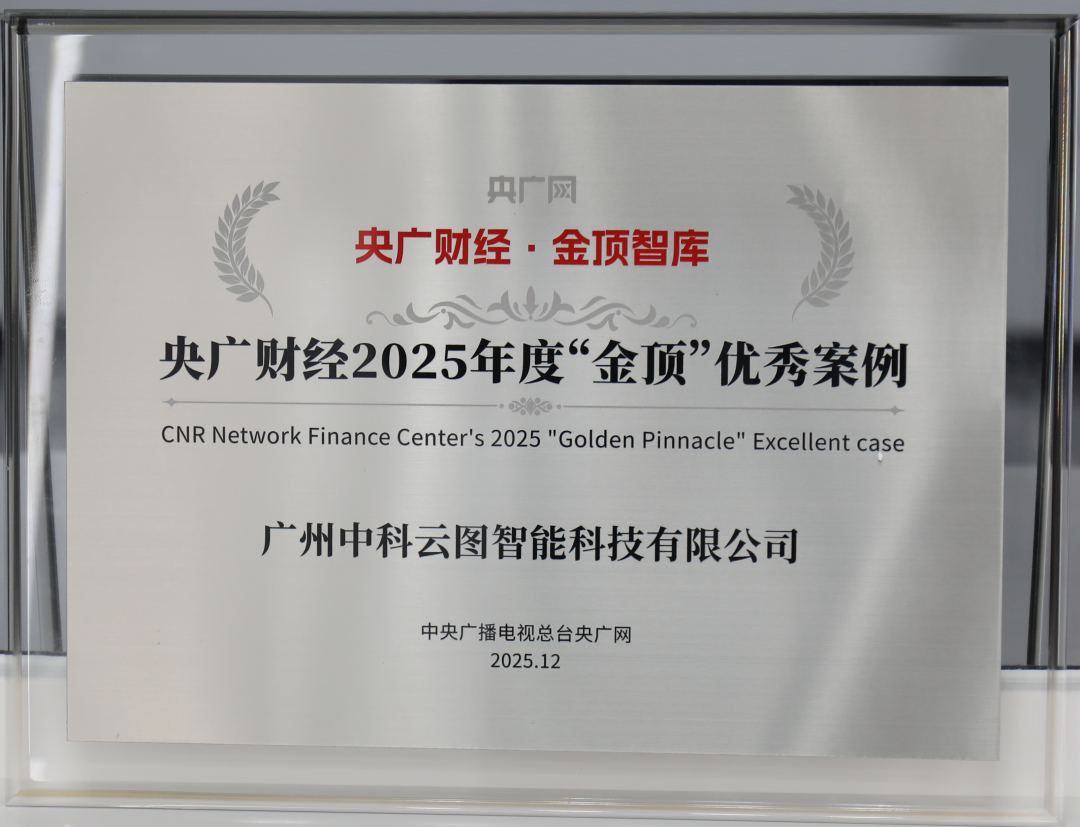 央广网
央广财经·金顶智库
央广财经2025年度“金顶”优秀案例
CNR Network Finance Center's 2025 "Golden Pinnacle" Excellent case
广州中科云图智能科技有限公司
中央广播电视总台央广网
2025.12